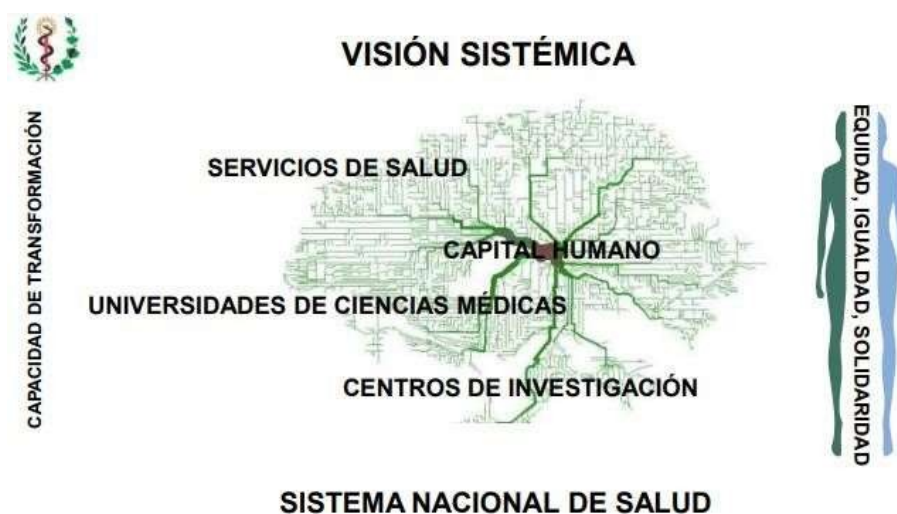 VISIÓN SISTÉMICA
CAPACIDAD DE TRANSFORMACIÓN
SERVICIOS DE SALUD
CAPITAL HUMANO
UNIVERSIDADES DE CIENCIAS MÉDICAS
CENTROS DE INVESTIGACIÓN
EQUIDAD, IGUALDAD, SOLIDARIDAD
SISTEMA NACIONAL DE SALUD